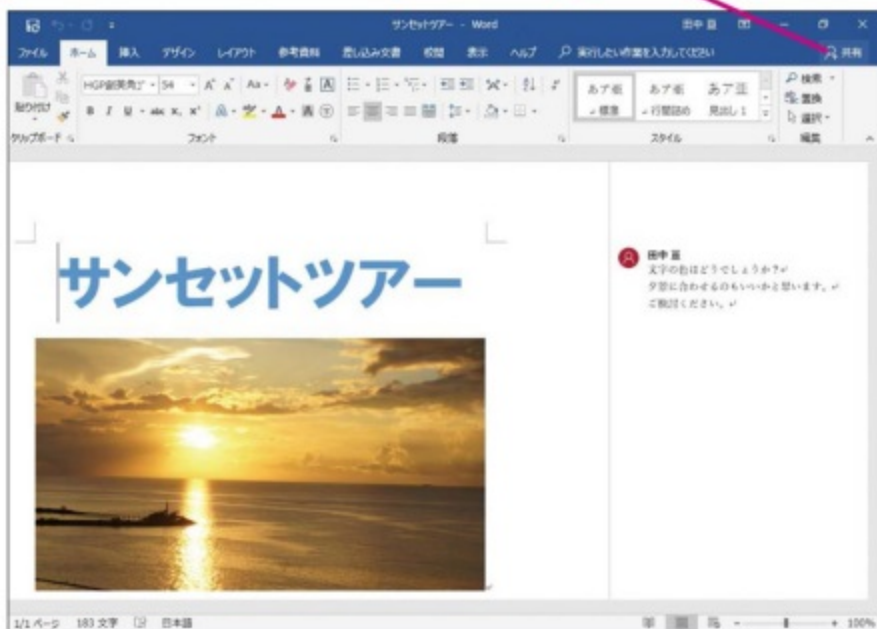 サンセットツアー - Word
田中 亘
ファイル ホーム 挿入 デザイン レイアウト 参考資料 差し込み文書 校閲 表示 ヘルプ 実行したい作業を入力してください 共有
HGP創英角ｺﾞ 54 A A Aa A
検索
あア亜 あア亜 あア亜
置換
貼り付け
B I U abc x₂ x² A A A
標準 行間詰め 見出し 1
選択
クリップボード フォント 段落 スタイル 編集
サンセットツアー
田中 亘
文字の色はどうでしょうか？
夕景に合わせるのもいいかと思います。
ご検討ください。
1/1 ページ 183 文字 日本語 100%